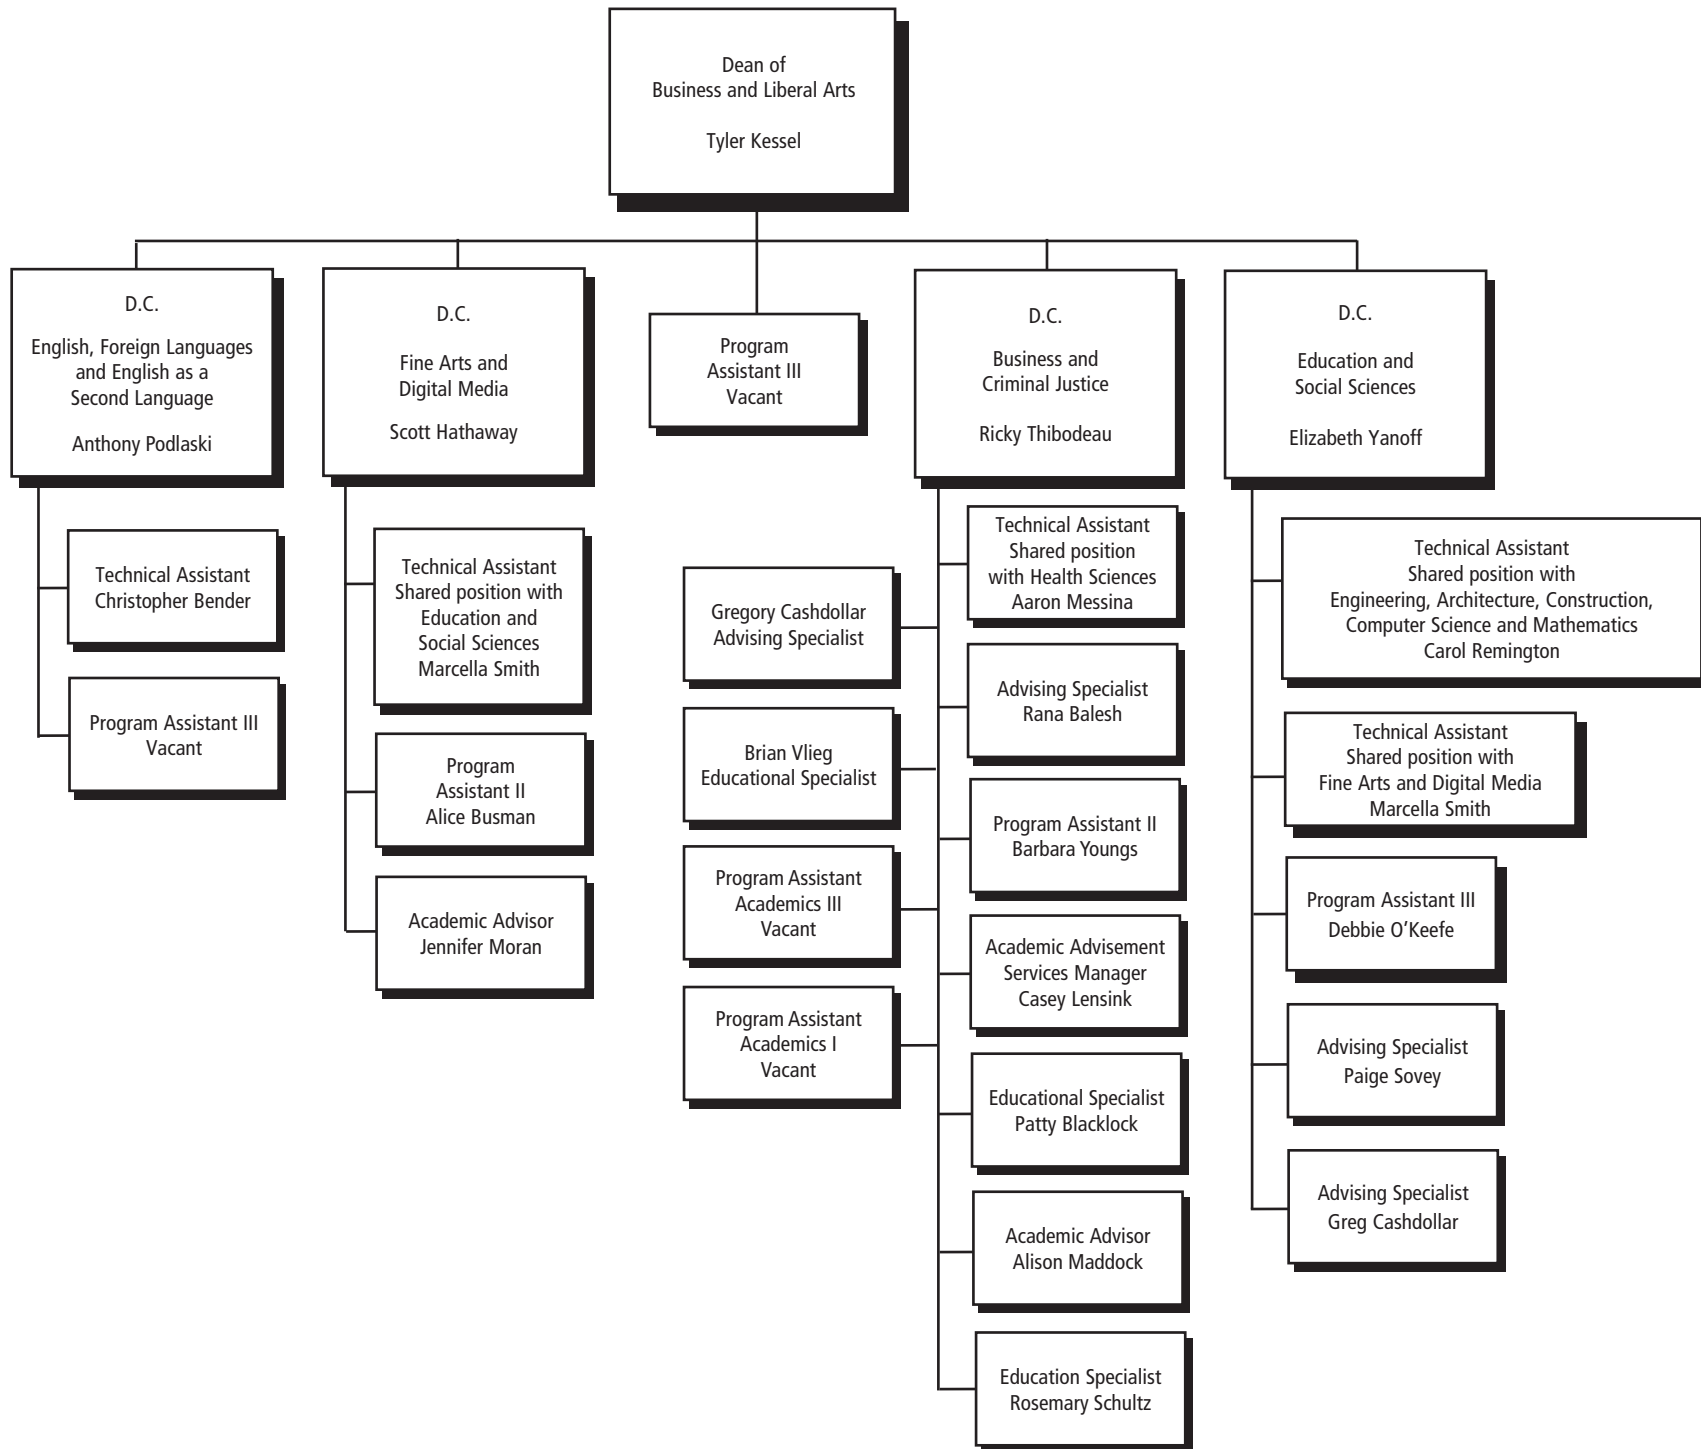 Dean of
Business and Liberal Arts
Tyler Kessel
D.C.
English, Foreign Languages
and English as a
Second Language
Anthony Podlaski
Technical Assistant
Christopher Bender
Program Assistant III
Vacant
D.C.
Fine Arts and
Digital Media
Scott Hathaway
Technical Assistant
Shared position with
Education and
Social Sciences
Marcella Smith
Program
Assistant II
Alice Busman
Academic Advisor
Jennifer Moran
Program
Assistant III
Vacant
D.C.
Business and
Criminal Justice
Ricky Thibodeau
Gregory Cashdollar
Advising Specialist
Brian Vlieg
Educational Specialist
Program Assistant
Academics III
Vacant
Program Assistant
Academics I
Vacant
Technical Assistant
Shared position
with Health Sciences
Aaron Messina
Advising Specialist
Rana Balesh
Program Assistant II
Barbara Youngs
Academic Advisement
Services Manager
Casey Lensink
Educational Specialist
Patty Blacklock
Academic Advisor
Alison Maddock
Education Specialist
Rosemary Schultz
D.C.
Education and
Social Sciences
Elizabeth Yanoff
Technical Assistant
Shared position with
Engineering, Architecture, Construction,
Computer Science and Mathematics
Carol Remington
Technical Assistant
Shared position with
Fine Arts and Digital Media
Marcella Smith
Program Assistant III
Debbie O’Keefe
Advising Specialist
Paige Sovey
Advising Specialist
Greg Cashdollar